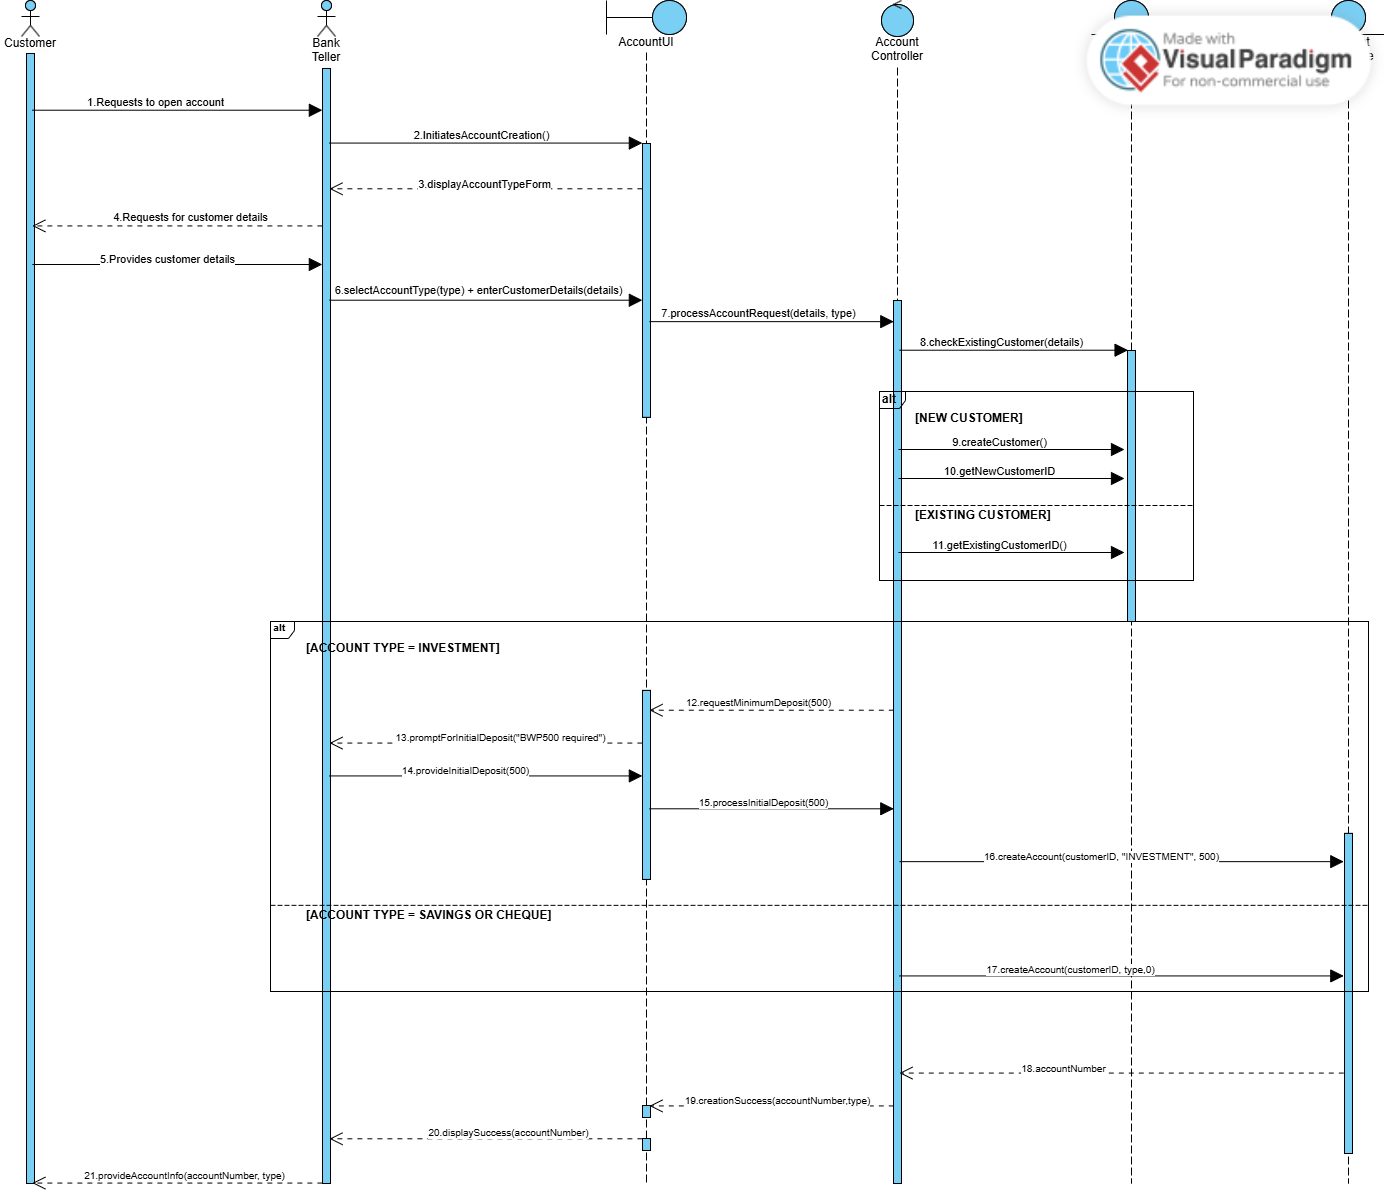 Customer
Bank
Teller
AccountUI
Account
Controller
Made with
Visual Paradigm
For non-commercial use
1.Requests to open account
2.InitiatesAccountCreation()
3.displayAccountTypeForm
4.Requests for customer details
5.Provides customer details
6.selectAccountType(type) + enterCustomerDetails(details)
7.processAccountRequest(details, type)
8.checkExistingCustomer(details)
alt
[NEW CUSTOMER]
9.createCustomer()
10.getNewCustomerID
[EXISTING CUSTOMER]
11.getExistingCustomerID()
alt
[ACCOUNT TYPE = INVESTMENT]
12.requestMinimumDeposit(500)
13.promptForInitialDeposit("BWP500 required")
14.provideInitialDeposit(500)
15.processInitialDeposit(500)
16.createAccount(customerID, "INVESTMENT", 500)
[ACCOUNT TYPE = SAVINGS OR CHEQUE]
17.createAccount(customerID, type,0)
18.accountNumber
19.creationSuccess(accountNumber,type)
20.displaySuccess(accountNumber)
21.provideAccountInfo(accountNumber, type)